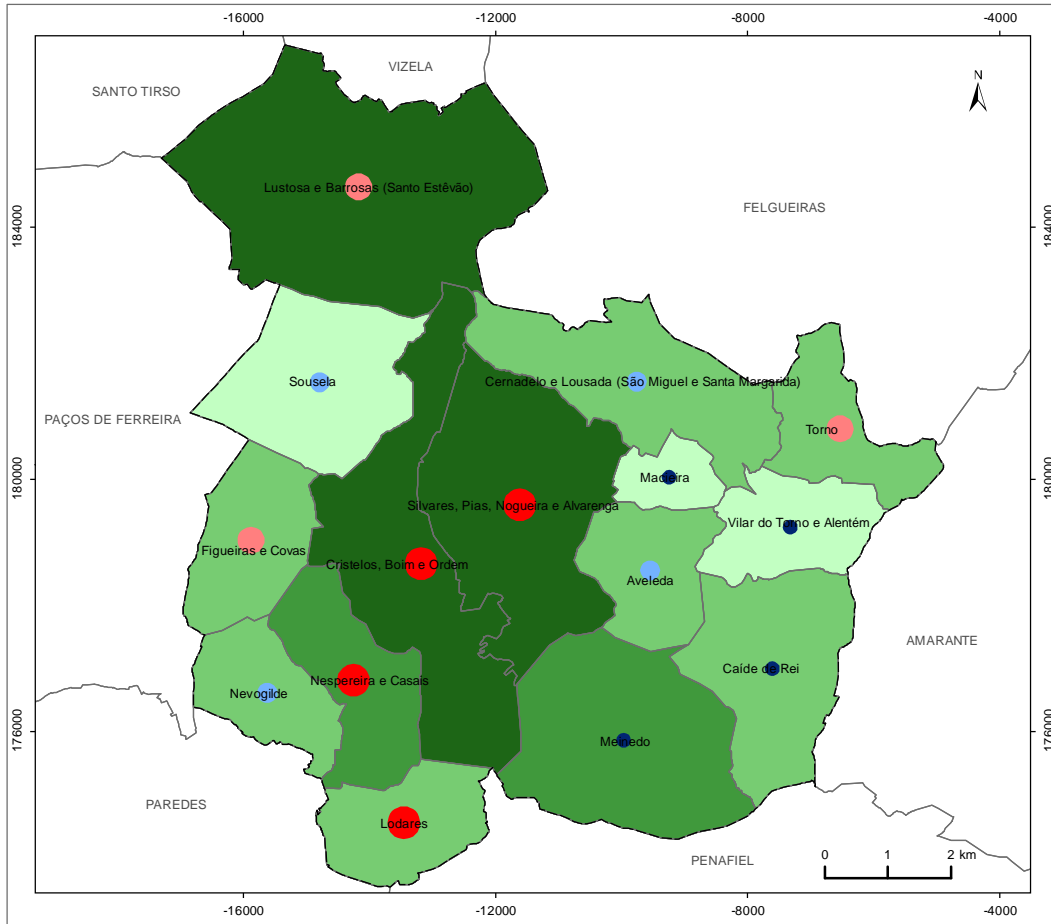 -16000
-12000
-8000
-4000
VIZELA
SANTO TIRSO
N
Lustosa e Barrosas (Santo Estêvão)
FELGUEIRAS
184000
184000
Sousela
Cernadelo e Lousada (São Miguel e Santa Margarida)
PAÇOS DE FERREIRA
Torno
Macieira
180000
180000
Silvares, Pias, Nogueira e Alvarenga
Vilar do Torno e Alentém
Figueiras e Covas
Cristelos, Boim e Ordem
Aveleda
AMARANTE
Caíde de Rei
Nespereira e Casais
Nevogilde
176000
176000
Meinedo
PAREDES
Lodares
PENAFIEL
0 1 2 km
-16000
-12000
-8000
-4000